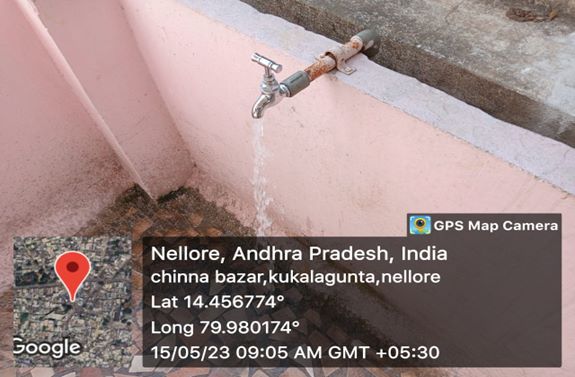 GPS Map Camera
Nellore, Andhra Pradesh, India
chinna bazar,kukalagunta,nellore
Lat 14.456774°
Long 79.980174°
15/05/23 09:05 AM GMT +05:30
Google